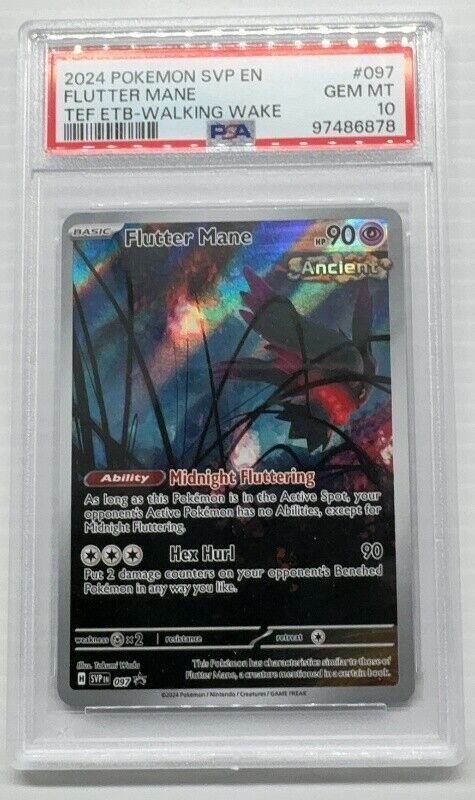 2024 POKEMON SVP EN #097
FLUTTER MANE GEM MT
TEF ETB-WALKING WAKE 10
PSA 97486878
BASIC Flutter Mane HP 90
Ancient
Ability Midnight Fluttering
As long as this Pokémon is in the Active Spot, your
opponent's Active Pokémon has no Abilities, except for
Midnight Fluttering.
Hex Hurl 90
Put 2 damage counters on your opponent's Benched
Pokémon in any way you like.
weakness x2 resistance retreat
Illus. Takumi Wada
This Pokémon has characteristics similar to those of
Flutter Mane, a creature mentioned in a certain book.
H SVP EN 097
©2024 Pokémon / Nintendo / Creatures / GAME FREAK